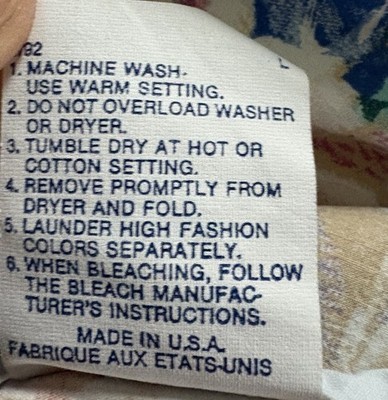 92
1. MACHINE WASH.
USE WARM SETTING.
2. DO NOT OVERLOAD WASHER
OR DRYER.
3. TUMBLE DRY AT HOT OR
COTTON SETTING.
4. REMOVE PROMPTLY FROM
DRYER AND FOLD.
5. LAUNDER HIGH FASHION
COLORS SEPARATELY.
6. WHEN BLEACHING, FOLLOW
THE BLEACH MANUFAC-
TURER'S INSTRUCTIONS.
MADE IN U.S.A.
FABRIQUE AUX ETATS-UNIS